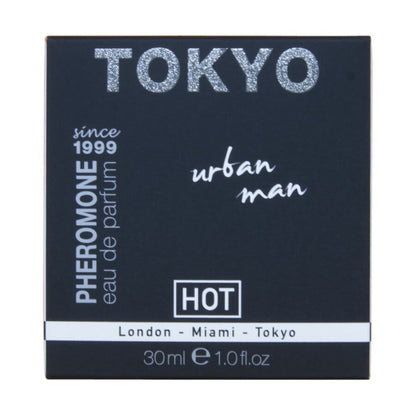 TOKYO
since
1999
PHEROMONE
eau de parfum
urban
man
HOT
London - Miami - Tokyo
30ml ℮ 1.0fl.oz